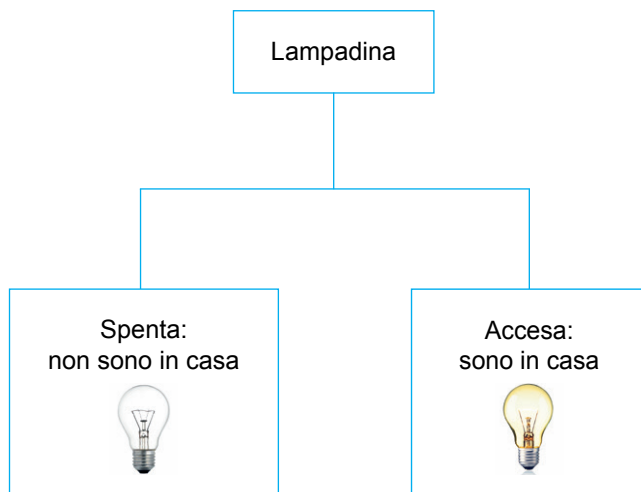 Lampadina
Spenta:
non sono in casa
Accesa:
sono in casa